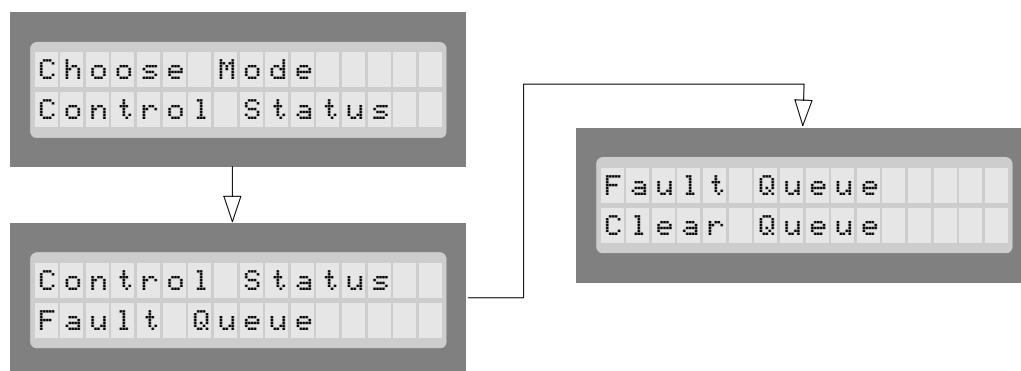 Choose Mode
Control Status
Control Status
Fault Queue
Fault Queue
Clear Queue